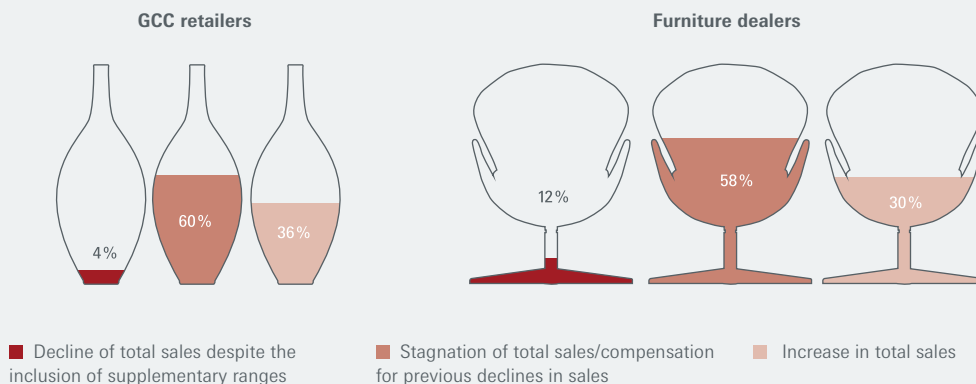 GCC retailers
Furniture dealers
4 %
60 %
36 %
12 %
58 %
30 %
Decline of total sales despite the
inclusion of supplementary ranges
Stagnation of total sales/compensation
for previous declines in sales
Increase in total sales